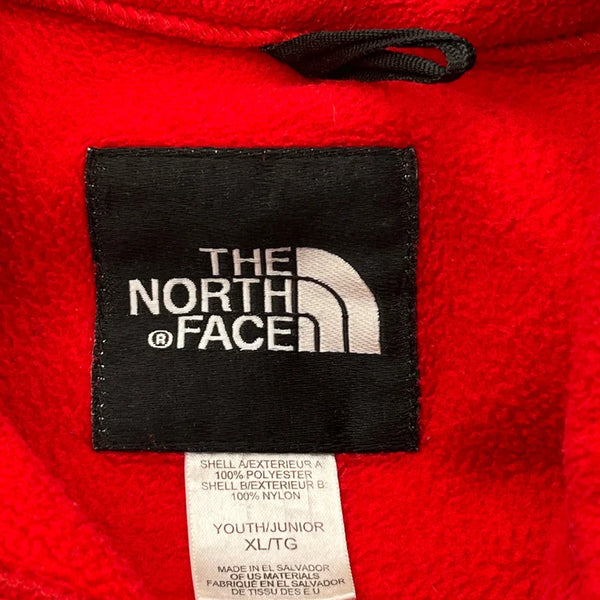 THE
NORTH
® FACE
SHELL A/EXTERIEUR A:
100% POLYESTER
SHELL B/EXTERIEUR B:
100% NYLON
YOUTH/JUNIOR
XL/TG
MADE IN EL SALVADOR
OF US MATERIALS
FABRIQUÉ EN EL SALVADOR
DE TISSU DES E U